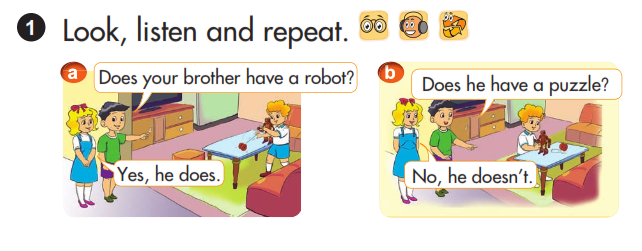 1 Look, listen and repeat.
a Does your brother have a robot?
Yes, he does.
b Does he have a puzzle?
No, he doesn't.